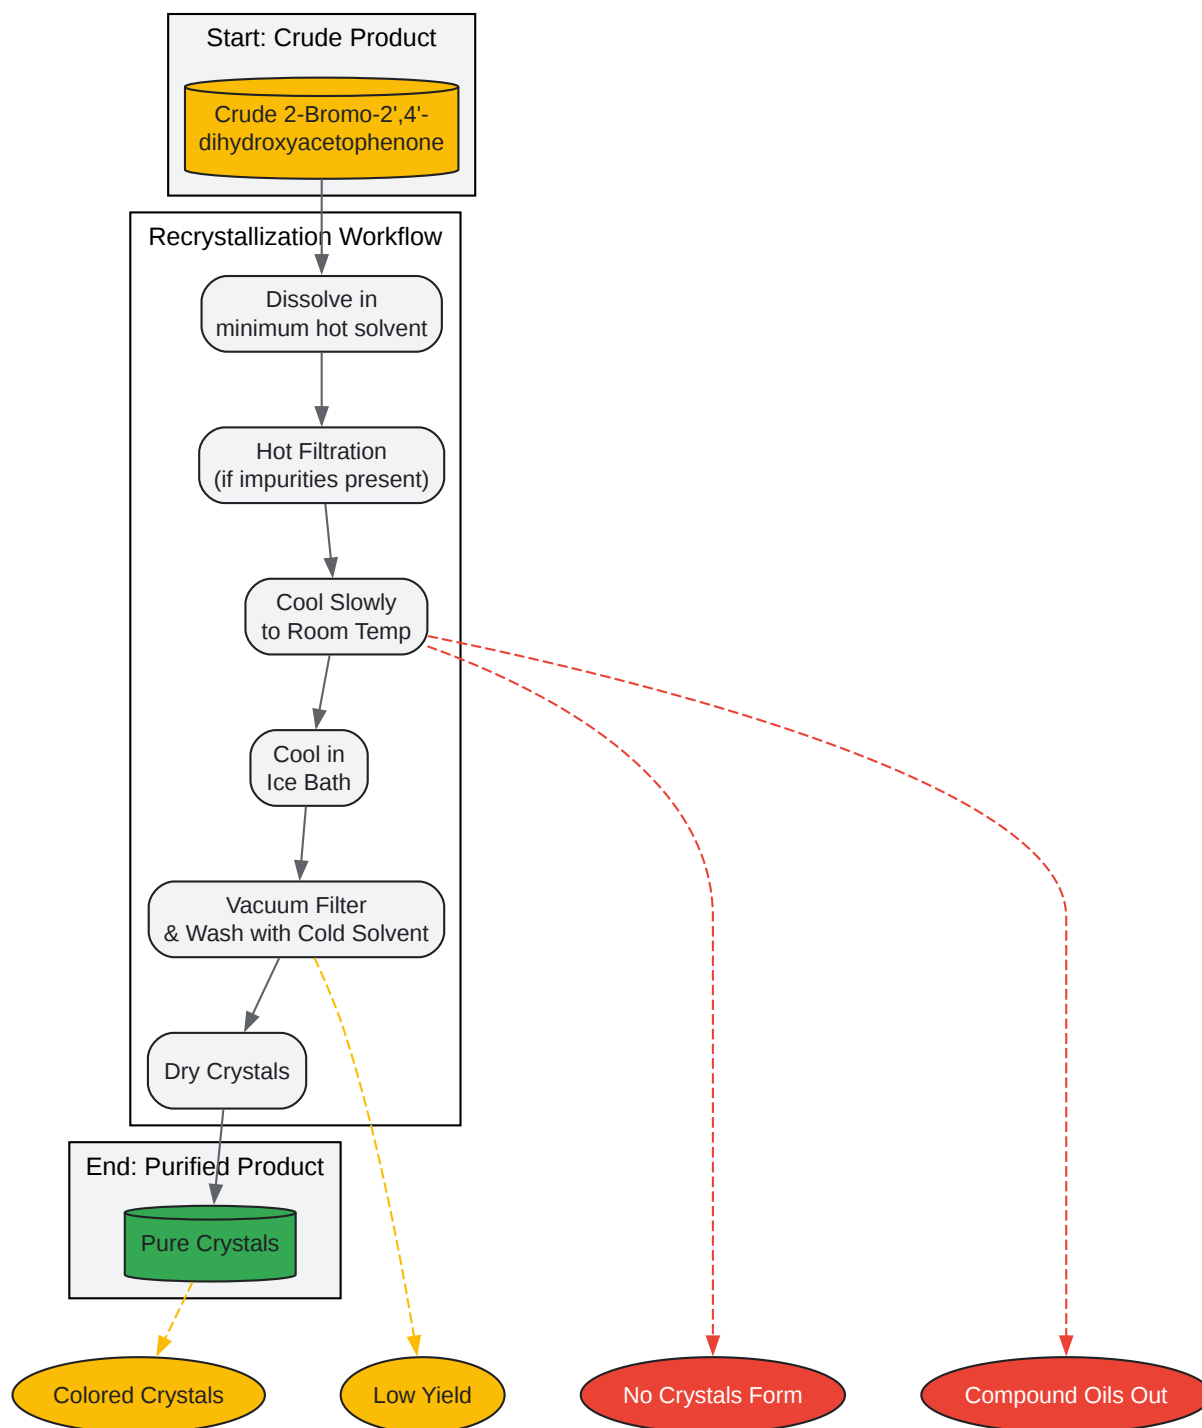 Start: Crude Product
Crude 2-Bromo-2',4'-
dihydroxyacetophenone
Recrystallization Workflow
Dissolve in
minimum hot solvent
Hot Filtration
(if impurities present)
Cool Slowly
to Room Temp
Cool in
Ice Bath
Vacuum Filter
& Wash with Cold Solvent
Dry Crystals
End: Purified Product
Pure Crystals
Colored Crystals
Low Yield
No Crystals Form
Compound Oils Out